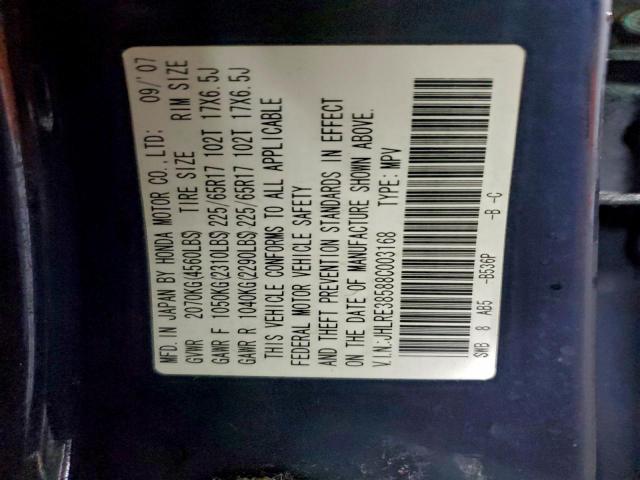 MFD. IN JAPAN BY HONDA MOTOR CO., LTD: 09/'07
GVWR 2070KG(4560LBS) TIRE SIZE RIM SIZE
GAWR F 1050KG(2310LBS) 225/65R17 102T 17X6.5J
GAWR R 1040KG(2290LBS) 225/65R17 102T 17X6.5J
THIS VEHICLE CONFORMS TO ALL APPLICABLE
FEDERAL MOTOR VEHICLE SAFETY
AND THEFT PREVENTION STANDARDS IN EFFECT
ON THE DATE OF MANUFACTURE SHOWN ABOVE.
V.I.N:JHLRE38588C003168 TYPE: MPV
SWB 8 AB5 -B536P -B -C